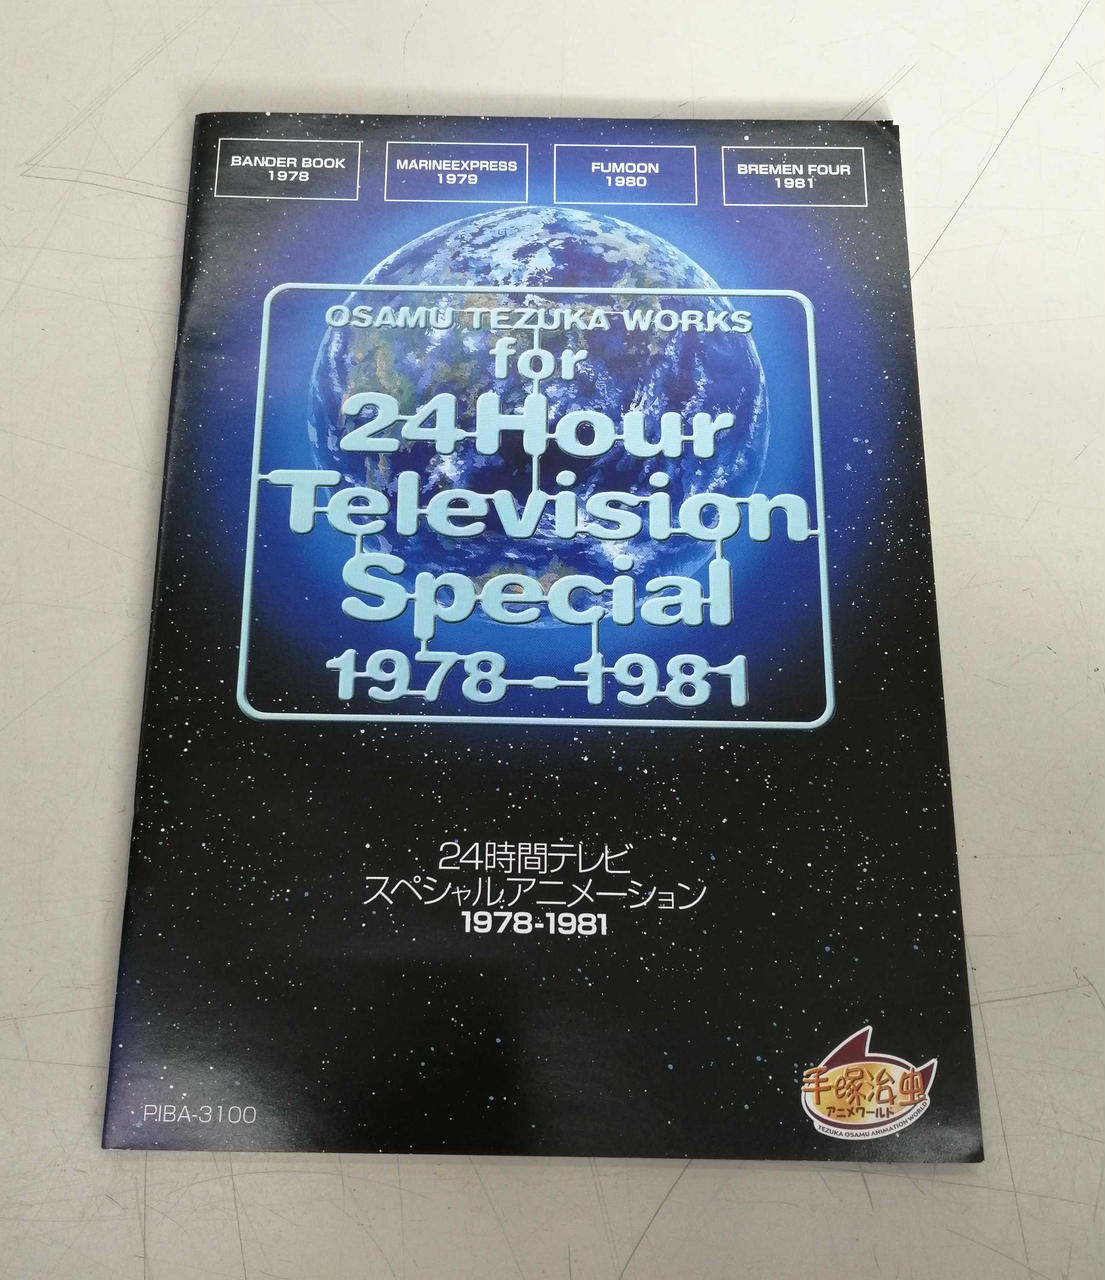 BANDER BOOK
1978
MARINEEXPRESS
1979
FUMOON
1980
BREMEN FOUR
1981
OSAMU TEZUKA WORKS
for
24Hour
Television
Special
1978-1981
24時間テレビ
スペシャルアニメーション
1978-1981
PIBA-3100
手塚治虫
アニメワールド
TEZUKA OSAMU ANIMATION WORLD